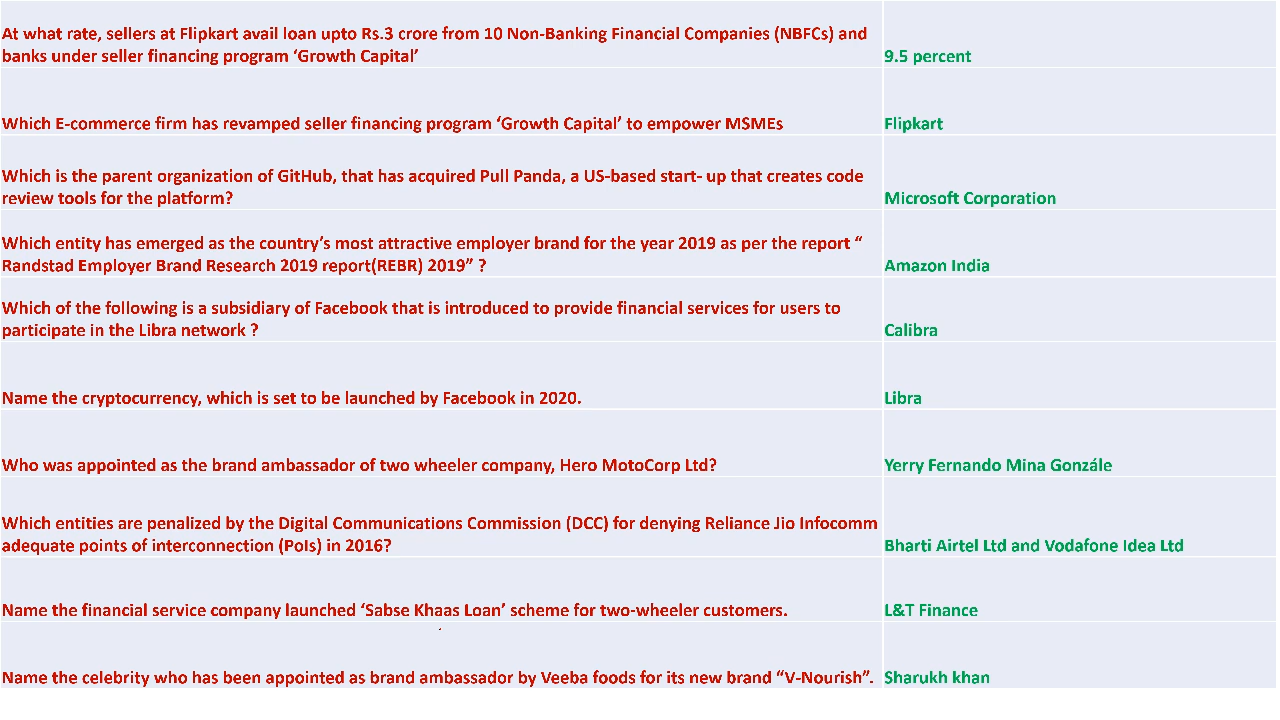 At what rate, sellers at Flipkart avail loan upto Rs.3 crore from 10 Non-Banking Financial Companies (NBFCs) and
banks under seller financing program ‘Growth Capital’
9.5 percent
Which E-commerce firm has revamped seller financing program ‘Growth Capital’ to empower MSMEs
Flipkart
Which is the parent organization of GitHub, that has acquired Pull Panda, a US-based start- up that creates code
review tools for the platform?
Microsoft Corporation
Which entity has emerged as the country’s most attractive employer brand for the year 2019 as per the report “
Randstad Employer Brand Research 2019 report(REBR) 2019” ?
Amazon India
Which of the following is a subsidiary of Facebook that is introduced to provide financial services for users to
participate in the Libra network ?
Calibra
Name the cryptocurrency, which is set to be launched by Facebook in 2020.
Libra
Who was appointed as the brand ambassador of two wheeler company, Hero MotoCorp Ltd?
Yerry Fernando Mina Gonzále
Which entities are penalized by the Digital Communications Commission (DCC) for denying Reliance Jio Infocomm
adequate points of interconnection (PoIs) in 2016?
Bharti Airtel Ltd and Vodafone Idea Ltd
Name the financial service company launched ‘Sabse Khaas Loan’ scheme for two-wheeler customers.
L&T Finance
Name the celebrity who has been appointed as brand ambassador by Veeba foods for its new brand “V-Nourish”.
Sharukh khan